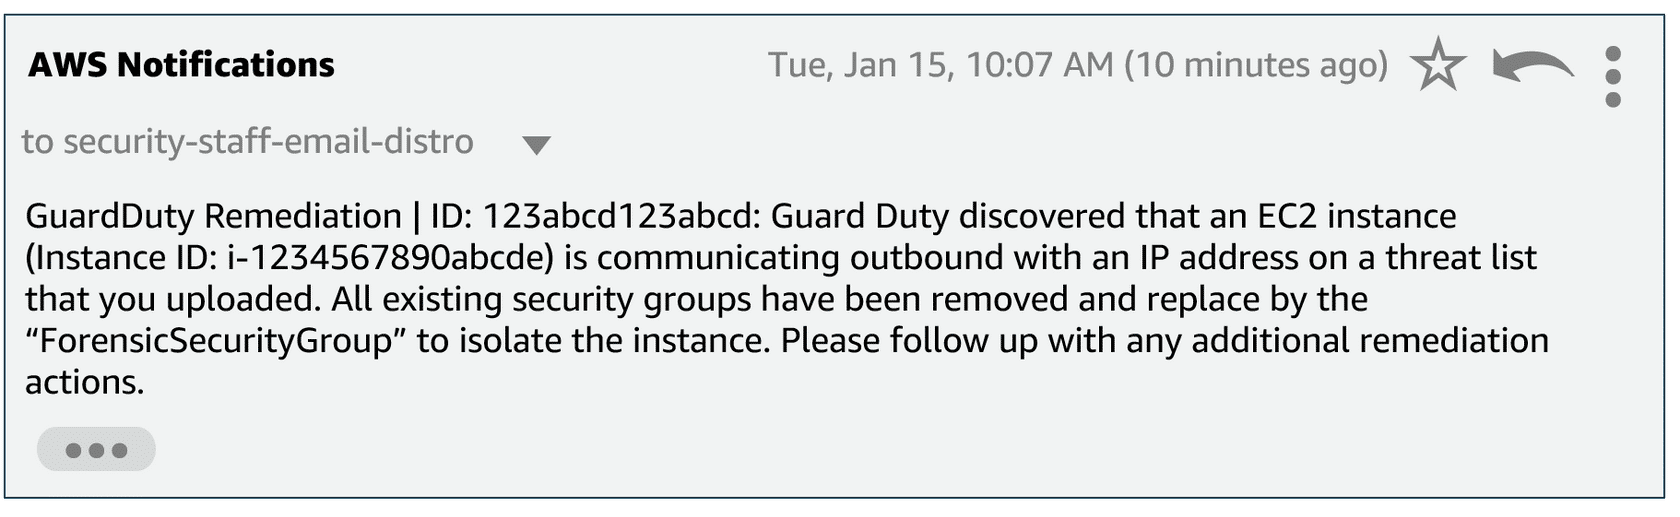 AWS Notifications
Tue, Jan 15, 10:07 AM (10 minutes ago)
to security-staff-email-distro
GuardDuty Remediation | ID: 123abcd123abcd: Guard Duty discovered that an EC2 instance
(Instance ID: i-1234567890abcde) is communicating outbound with an IP address on a threat list
that you uploaded. All existing security groups have been removed and replace by the
“ForensicSecurityGroup” to isolate the instance. Please follow up with any additional remediation
actions.